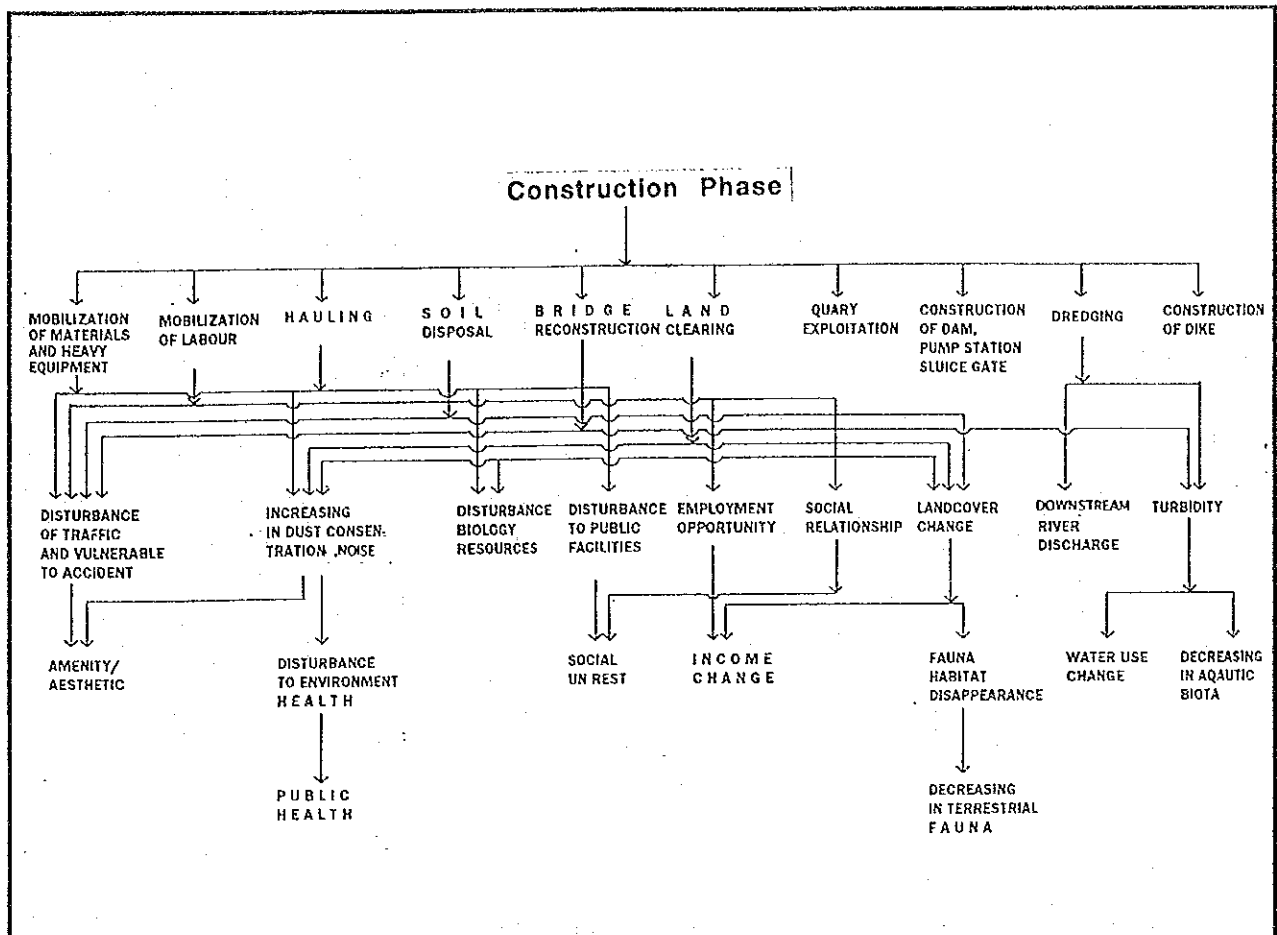 Construction Phase
MOBILIZATION
OF MATERIALS
AND HEAVY
EQUIPMENT
MOBILIZATION
OF LABOUR
HAULING
SOIL
DISPOSAL
BRIDGE
RECONSTRUCTION
LAND
CLEARING
QUARY
EXPLOITATION
CONSTRUCTION
OF DAM,
PUMP STATION
SLUICE GATE
DREDGING
CONSTRUCTION
OF DIKE
DISTURBANCE
OF TRAFFIC
AND VULNERABLE
TO ACCIDENT
INCREASING
IN DUST CONSEN-
TRATION ,NOISE
DISTURBANCE
BIOLOGY
RESOURCES
DISTURBANCE
TO PUBLIC
FACILITIES
EMPLOYMENT
OPPORTUNITY
SOCIAL
RELATIONSHIP
LANDCOVER
CHANGE
DOWNSTREAM
RIVER
DISCHARGE
TURBIDITY
AMENITY/
AESTHETIC
DISTURBANCE
TO ENVIRONMENT
HEALTH
SOCIAL
UN REST
INCOME
CHANGE
FAUNA
HABITAT
DISAPPEARANCE
WATER USE
CHANGE
DECREASING
IN AQAUTIC
BIOTA
PUBLIC
HEALTH
DECREASING
IN TERRESTRIAL
FAUNA